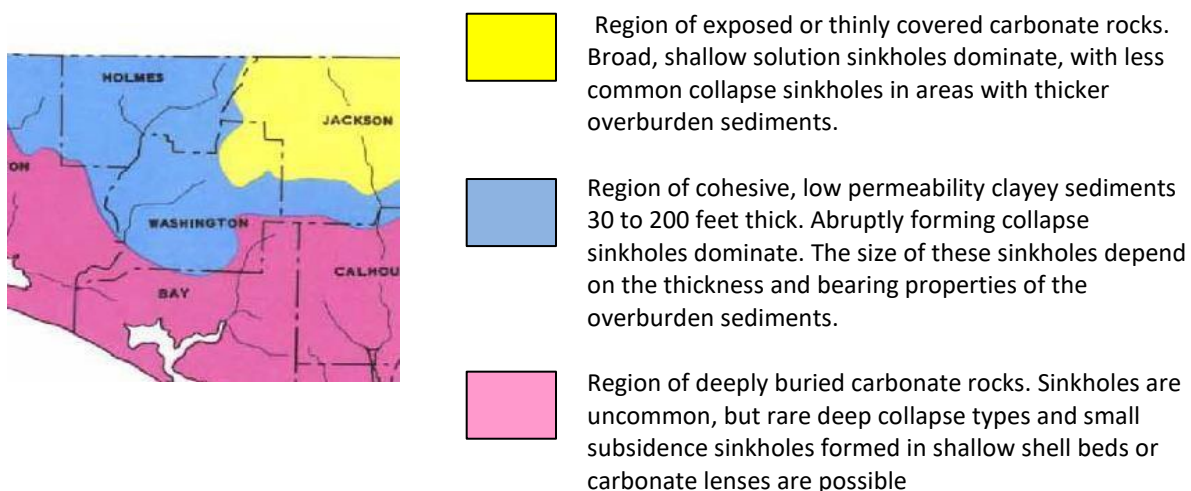 HOLMES
JACKSON
ON
WASHINGTON
CALHOU
BAY
Region of exposed or thinly covered carbonate rocks.
Broad, shallow solution sinkholes dominate, with less
common collapse sinkholes in areas with thicker
overburden sediments.
Region of cohesive, low permeability clayey sediments
30 to 200 feet thick. Abruptly forming collapse
sinkholes dominate. The size of these sinkholes depend
on the thickness and bearing properties of the
overburden sediments.
Region of deeply buried carbonate rocks. Sinkholes are
uncommon, but rare deep collapse types and small
subsidence sinkholes formed in shallow shell beds or
carbonate lenses are possible